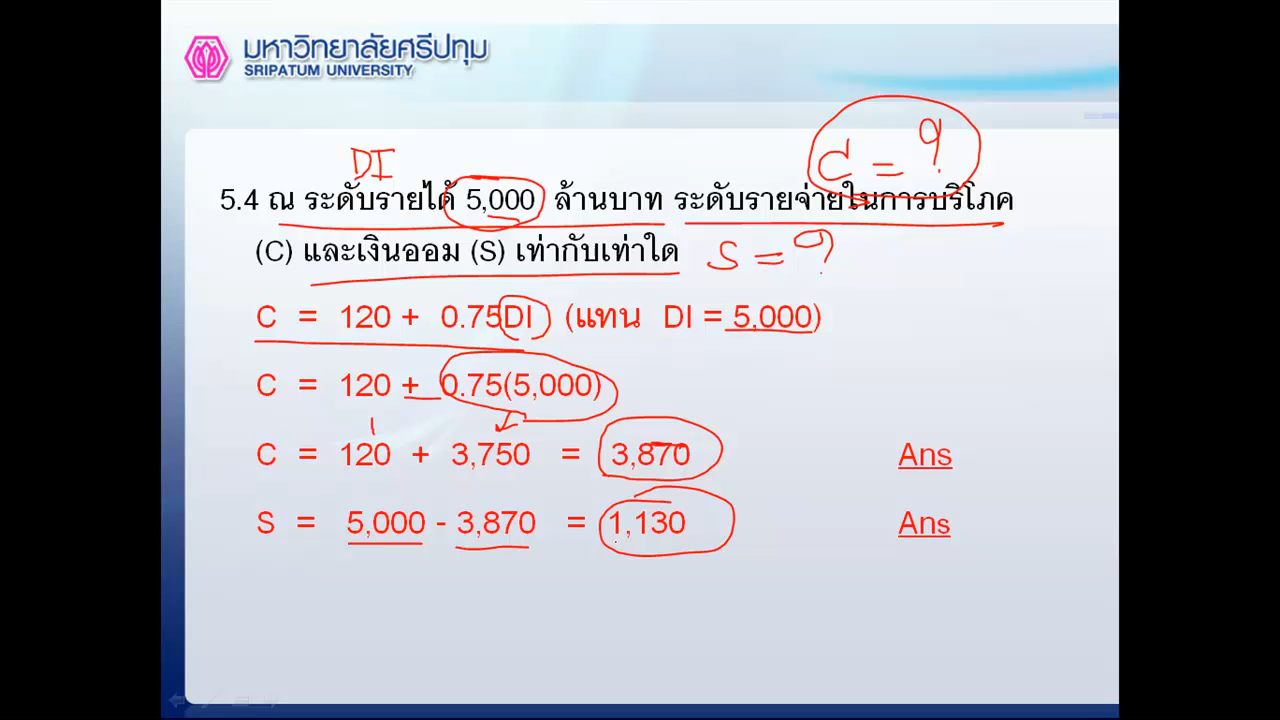 มหาวิทยาลัยศรีปทุม
SRIPATUM UNIVERSITY
DI
C = ?
5.4 ณ ระดับรายได้ 5,000 ล้านบาท ระดับรายจ่ายในการบริโภค
(C) และเงินออม (S) เท่ากับเท่าใด S = ?
C = 120 + 0.75DI (แทน DI = 5,000)
C = 120 + 0.75(5,000)
C = 120 + 3,750 = 3,870 Ans
S = 5,000 - 3,870 = 1,130 Ans